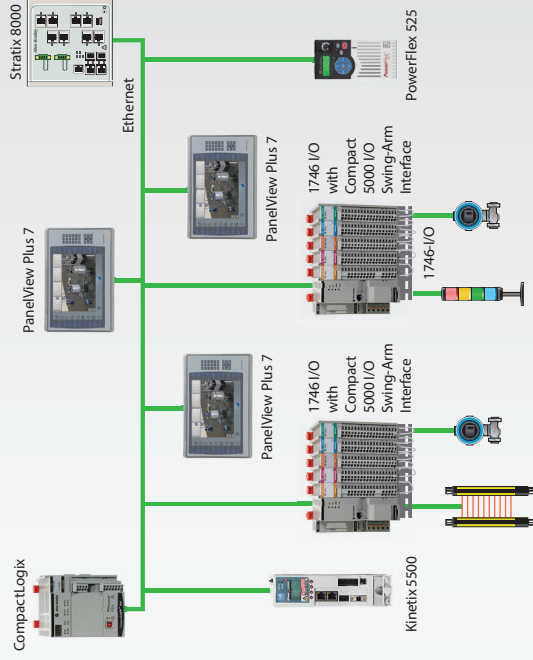 CompactLogix
PanelView Plus 7
Stratix 8000
Ethernet
PanelView Plus 7
PanelView Plus 7
1746 I/O
with
Compact
5000 I/O
Swing-Arm
Interface
1746 I/O
with
Compact
5000 I/O
Swing-Arm
Interface
Kinetix 5500
1746-I/O
PowerFlex 525